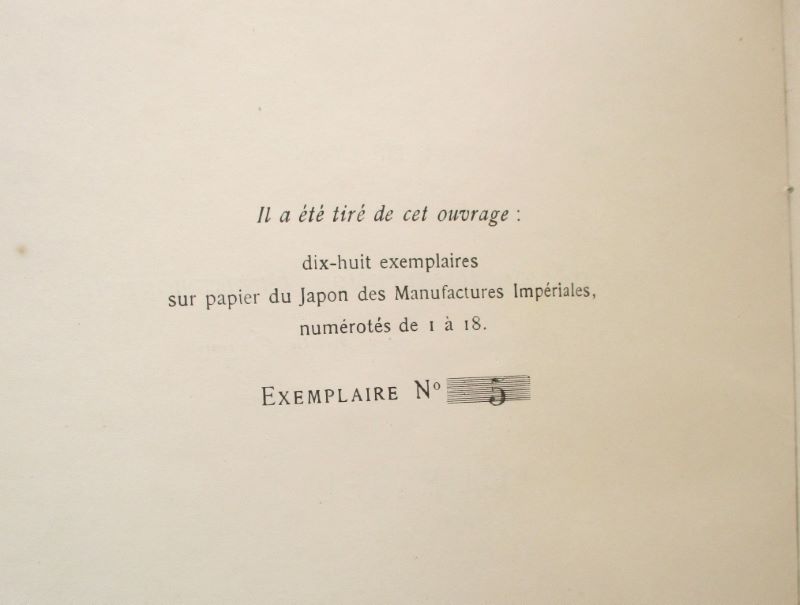 Il a été tiré de cet ouvrage :
dix-huit exemplaires
sur papier du Japon des Manufactures Impériales,
numérotés de 1 à 18.
Exemplaire No 5